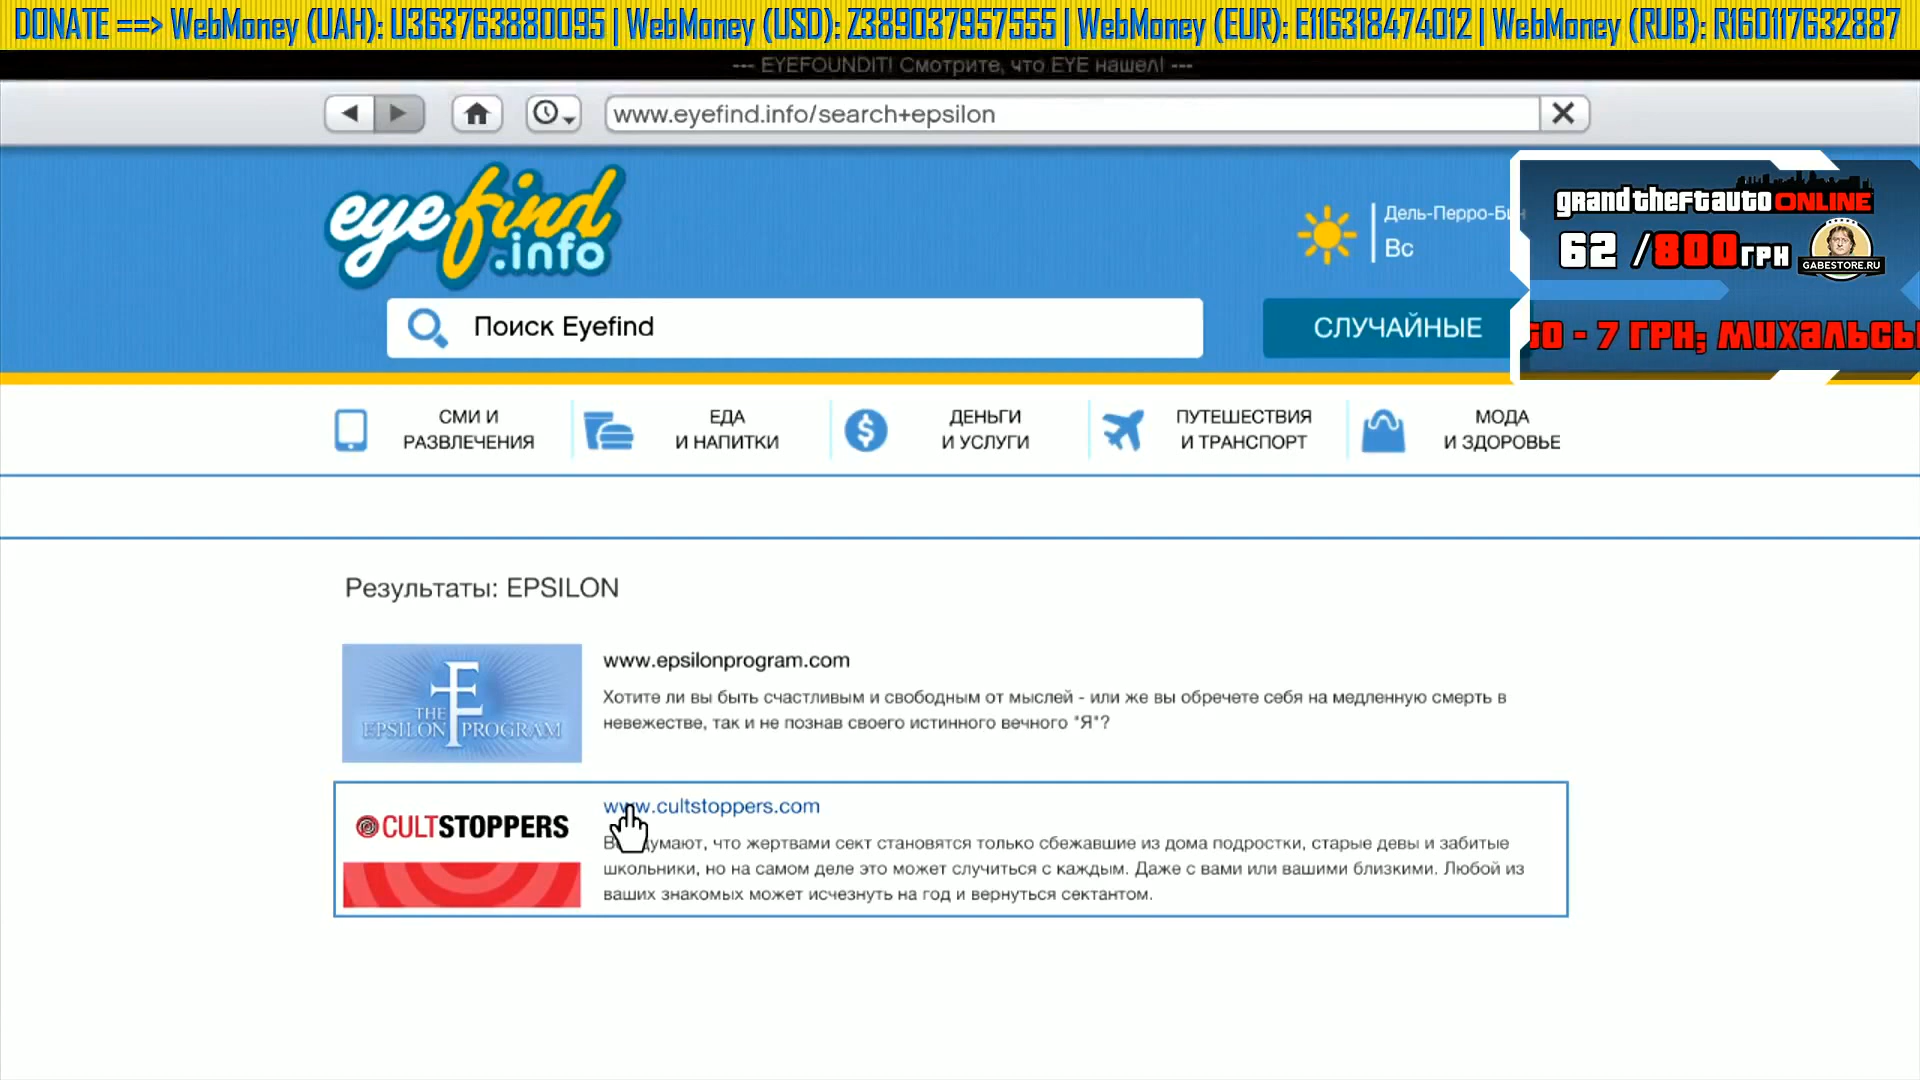 DONATE ==> WebMoney (UAH): U363763880095 | WebMoney (USD): Z389037957555 | WebMoney (EUR): E116318474012 | WebMoney (RUB): R160117632887
--- EYEFOUNDIT! Смотрите, что EYE нашел! ---
www.eyefind.info/search+epsilon
eyefind
.info
Дель-Перро-Би
Вс
grand theft auto ONLINE
62 /800 ГРН
GABESTORE.RU
- 7 ГРН; МИХАЛЬСЫ
Поиск Eyefind
СЛУЧАЙНЫЕ
СМИ И
РАЗВЛЕЧЕНИЯ
ЕДА
И НАПИТКИ
ДЕНЬГИ
И УСЛУГИ
ПУТЕШЕСТВИЯ
И ТРАНСПОРТ
МОДА
И ЗДОРОВЬЕ
Результаты: EPSILON
THE
EPSILON PROGRAM
www.epsilonprogram.com
Хотите ли вы быть счастливым и свободным от мыслей - или же вы обречете себя на медленную смерть в
невежестве, так и не познав своего истинного вечного "Я"?
CULTSTOPPERS
www.cultstoppers.com
думают, что жертвами сект становятся только сбежавшие из дома подростки, старые девы и забитые
школьники, но на самом деле это может случиться с каждым. Даже с вами или вашими близкими. Любой из
ваших знакомых может исчезнуть на год и вернуться сектантом.